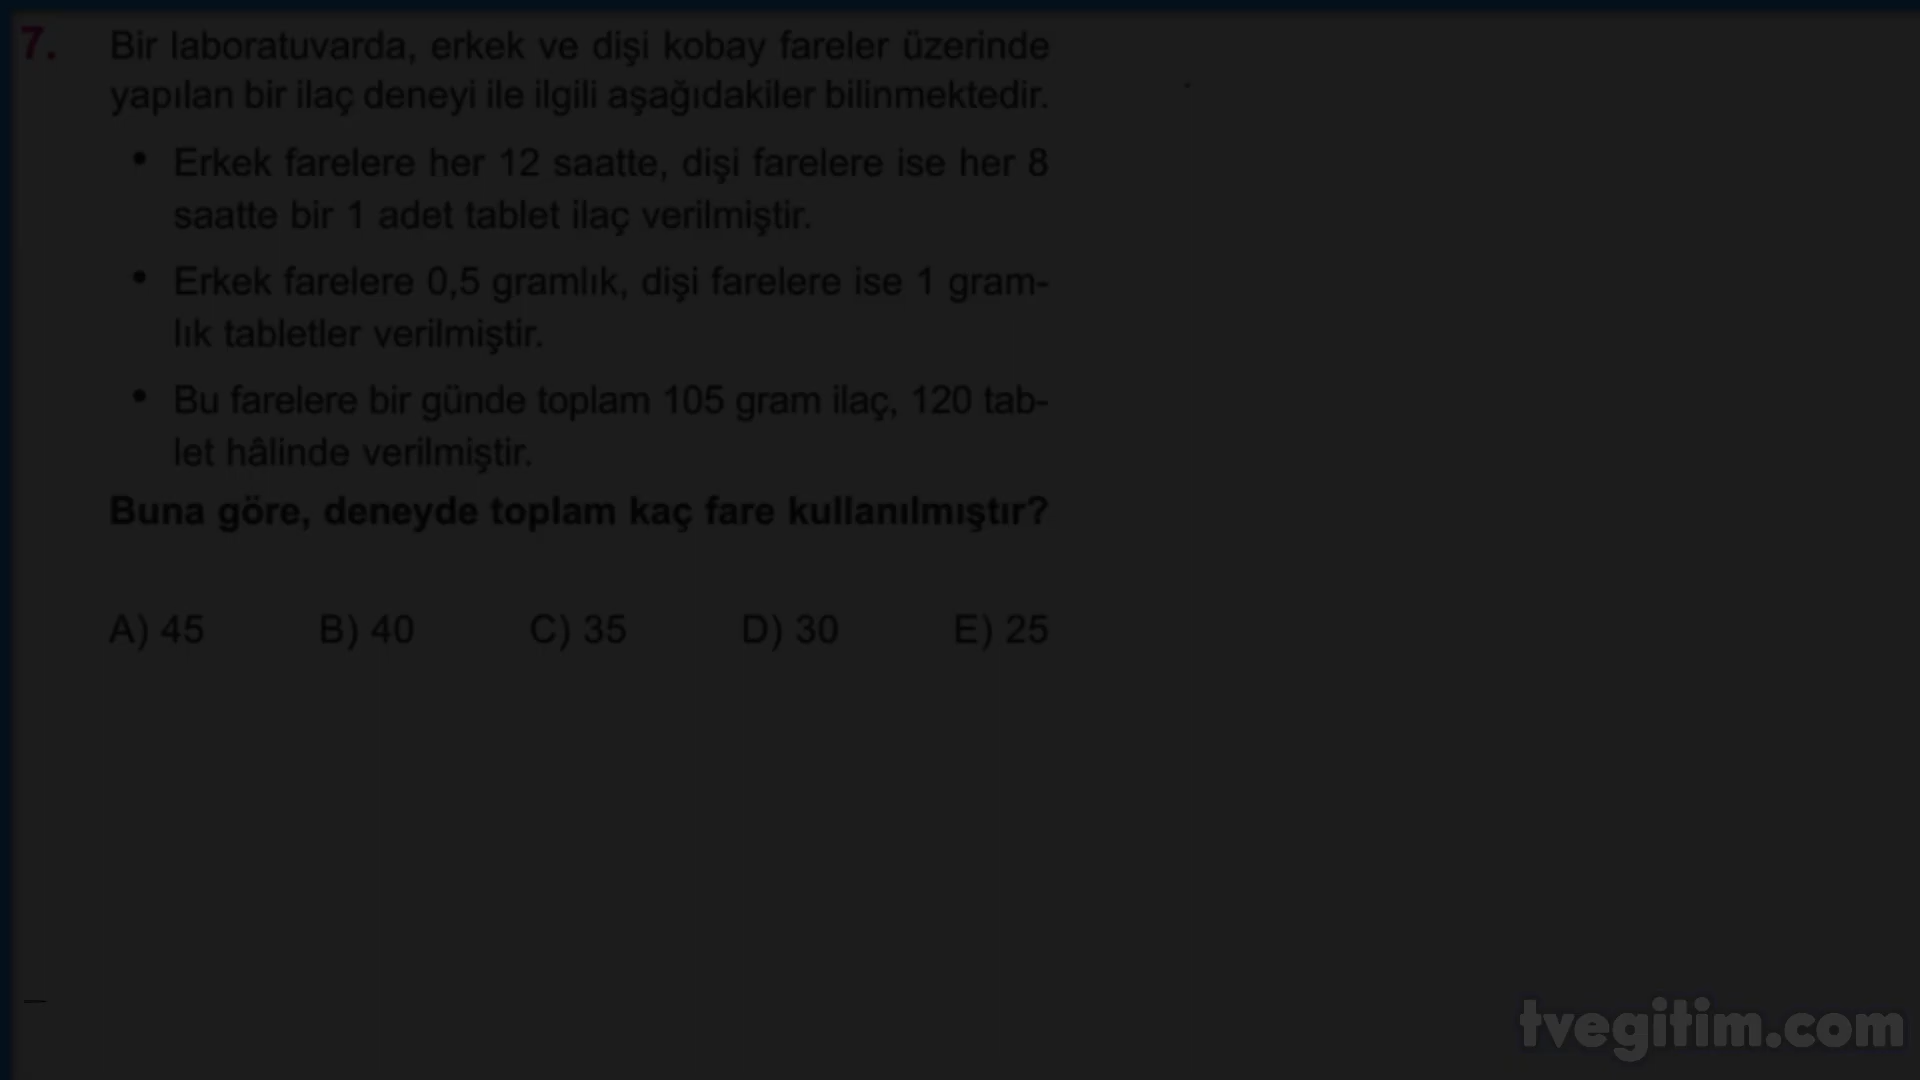 7. Bir laboratuvarda, erkek ve dişi kobay fareler üzerinde
yapılan bir ilaç deneyi ile ilgili aşağıdakiler bilinmektedir.
• Erkek farelere her 12 saatte, dişi farelere ise her 8
saatte bir 1 adet tablet ilaç verilmiştir.
• Erkek farelere 0,5 gramlık, dişi farelere ise 1 gram-
lık tabletler verilmiştir.
• Bu farelere bir günde toplam 105 gram ilaç, 120 tab-
let hâlinde verilmiştir.
Buna göre, deneyde toplam kaç fare kullanılmıştır?
A) 45 B) 40 C) 35 D) 30 E) 25
tvegitim.com